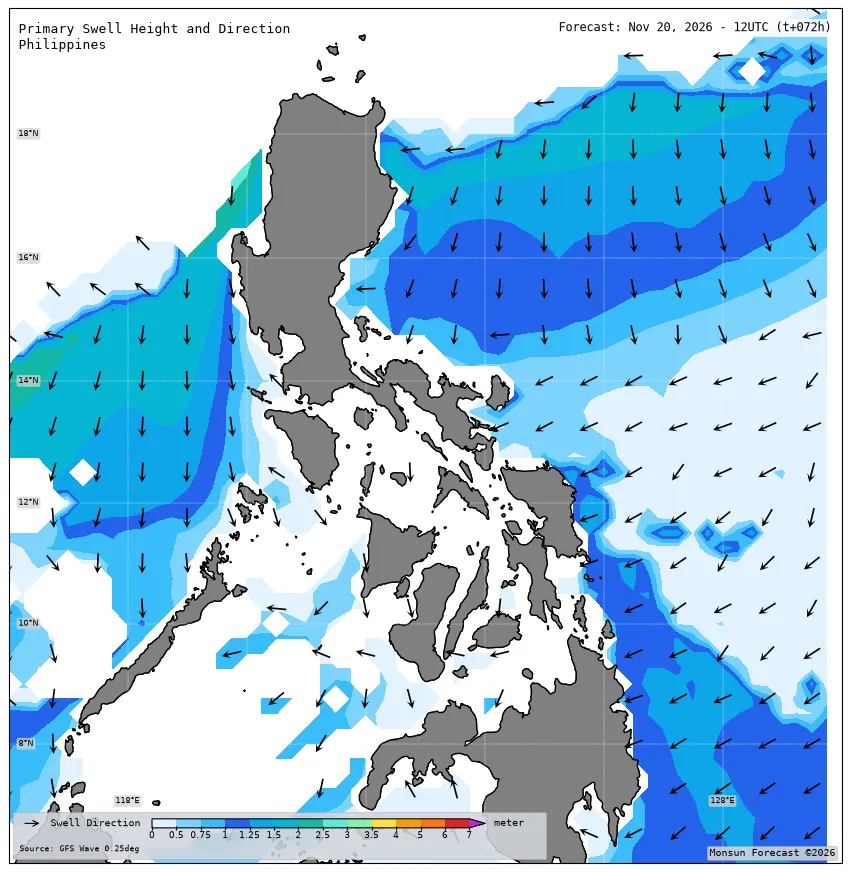 Primary Swell Height and Direction
Philippines
Forecast: Nov 20, 2026 - 12UTC (t+072h)
18°N
16°N
14°N
12°N
10°N
8°N
118°E
128°E
Swell Direction
0 0.5 0.75 1 1.25 1.5 2 2.5 3 3.5 4 5 6 7
meter
Source: GFS Wave 0.25deg
Monsun Forecast ©2026